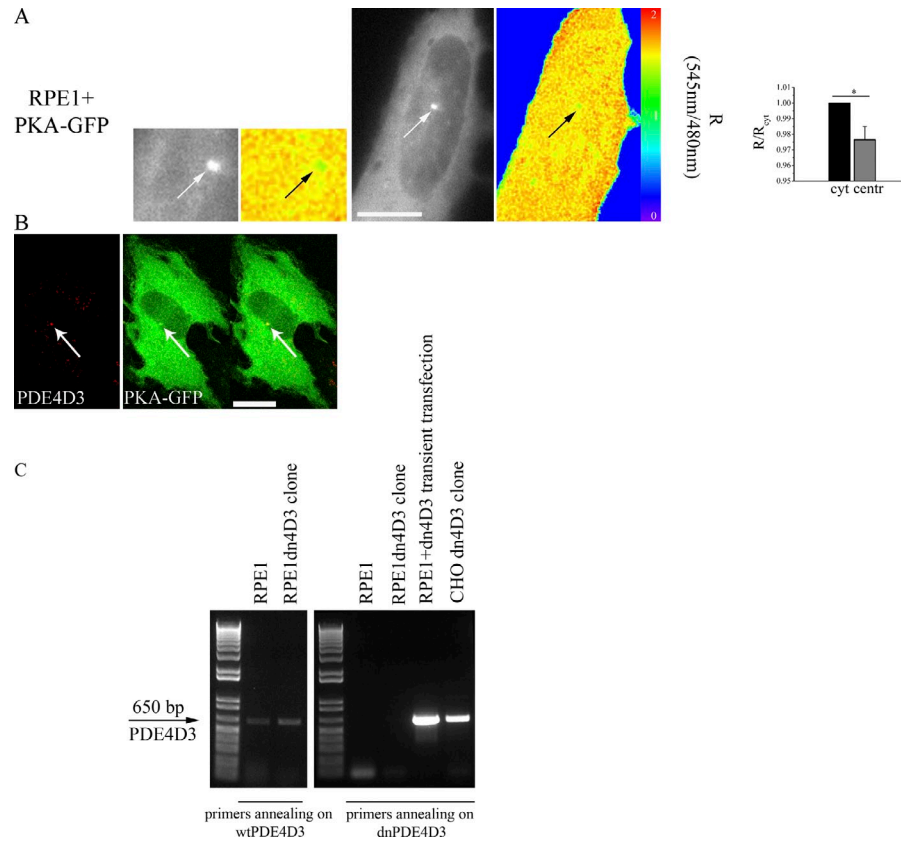 A
RPE1+
PKA-GFP
2
1
0
R
(545nm/480nm)
R/Rcyt
1.01
1.00
0.99
0.98
0.97
0.96
0.95
*
cyt centr
B
PDE4D3
PKA-GFP
C
RPE1
RPE1dn4D3 clone
RPE1
RPE1dn4D3 clone
RPE1+dn4D3 transient transfection
CHO dn4D3 clone
650 bp
PDE4D3
primers annealing on
wtPDE4D3
primers annealing on
dnPDE4D3